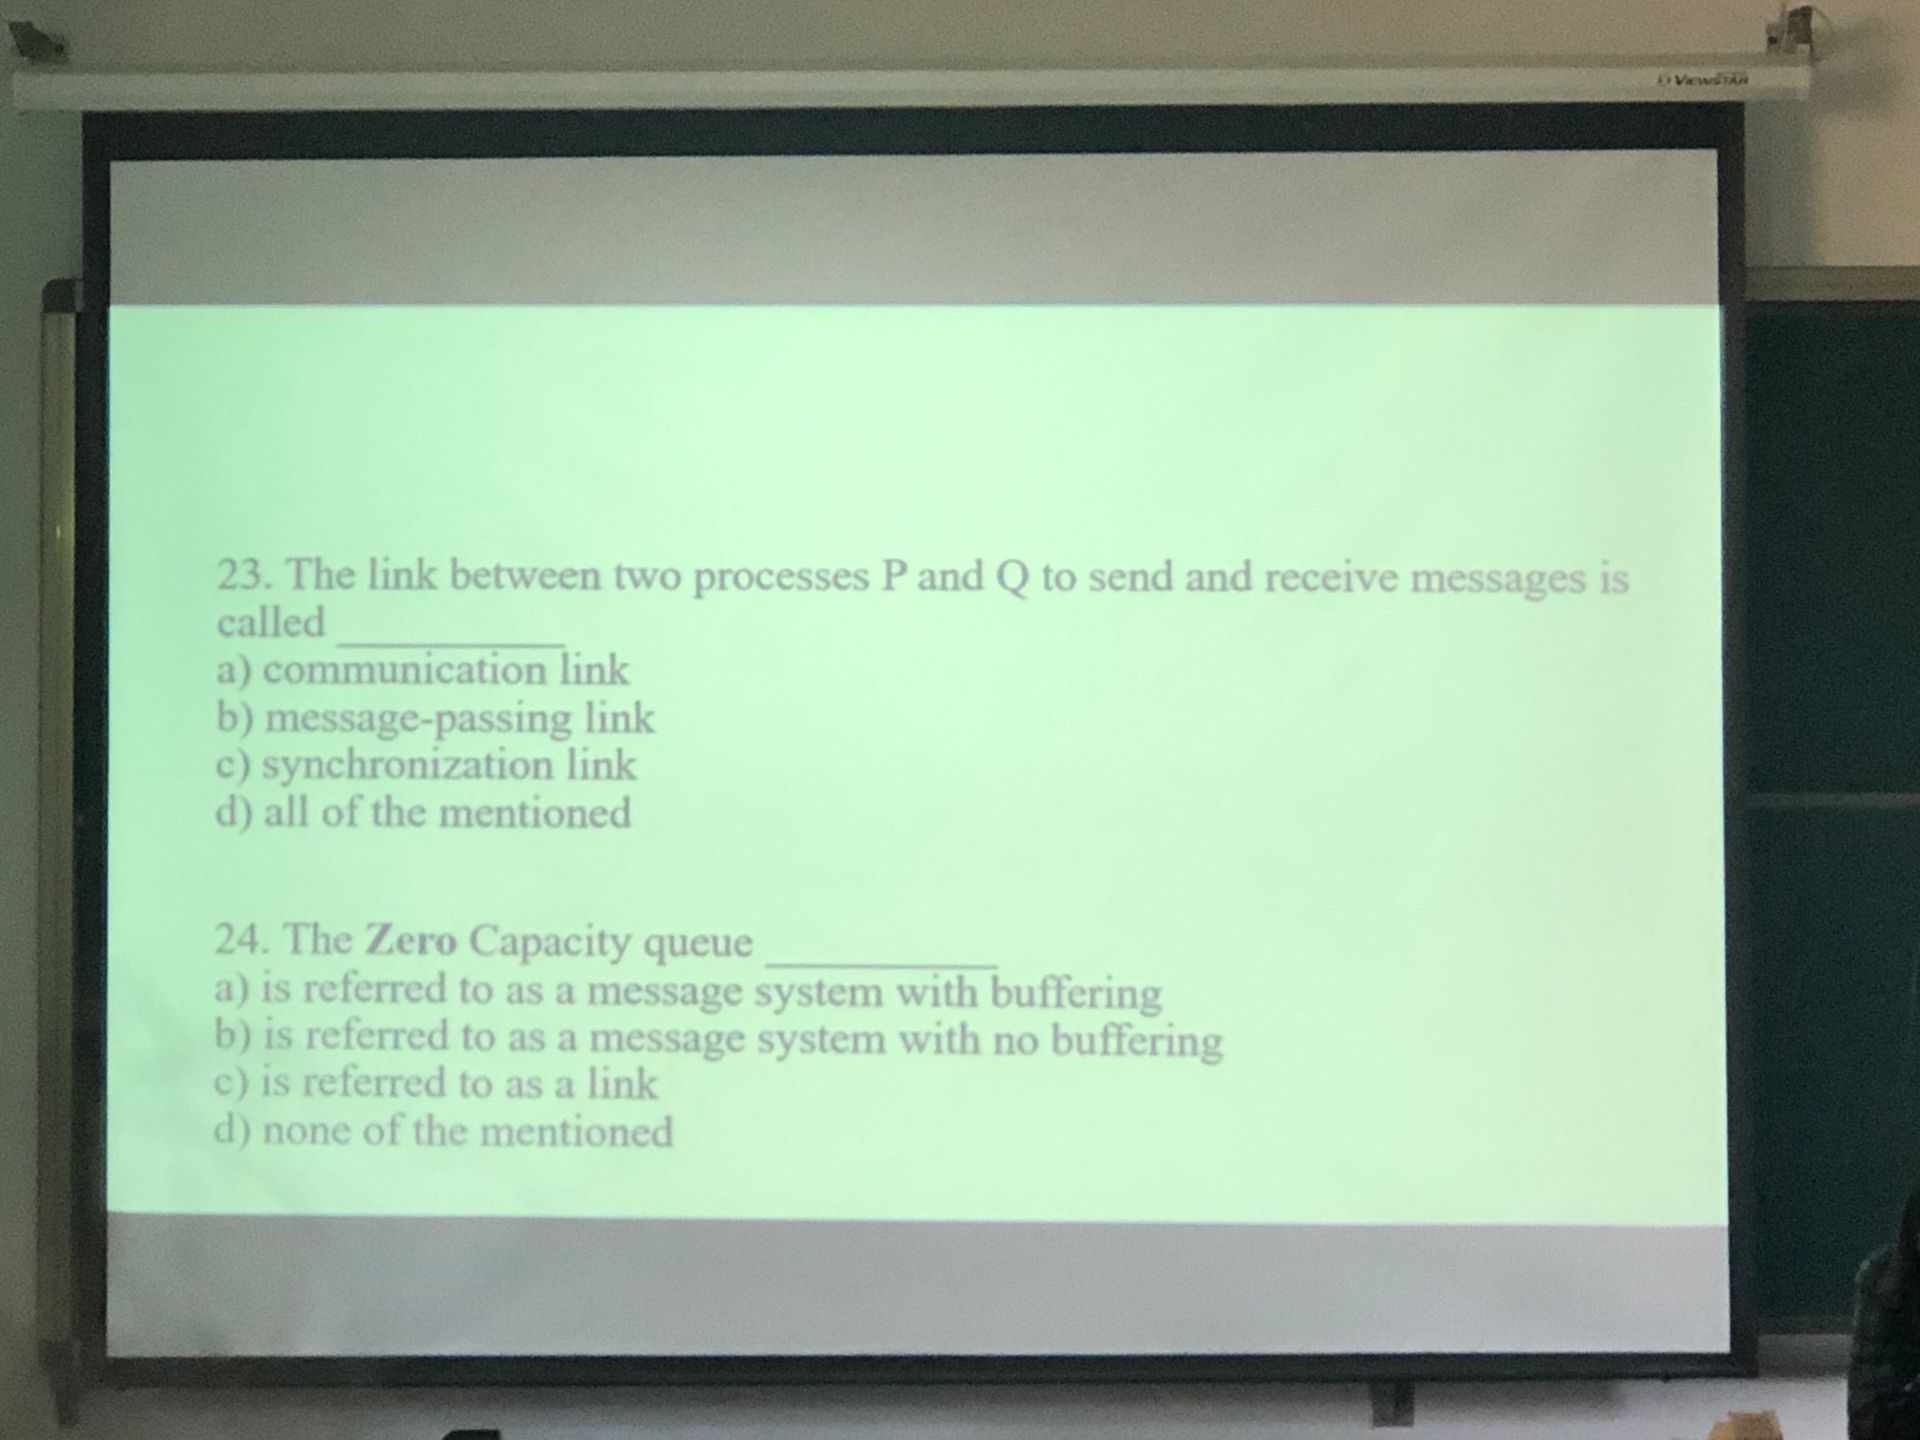 VIEWSTAR
23. The link between two processes P and Q to send and receive messages is
called __________
a) communication link
b) message-passing link
c) synchronization link
d) all of the mentioned
24. The Zero Capacity queue __________
a) is referred to as a message system with buffering
b) is referred to as a message system with no buffering
c) is referred to as a link
d) none of the mentioned